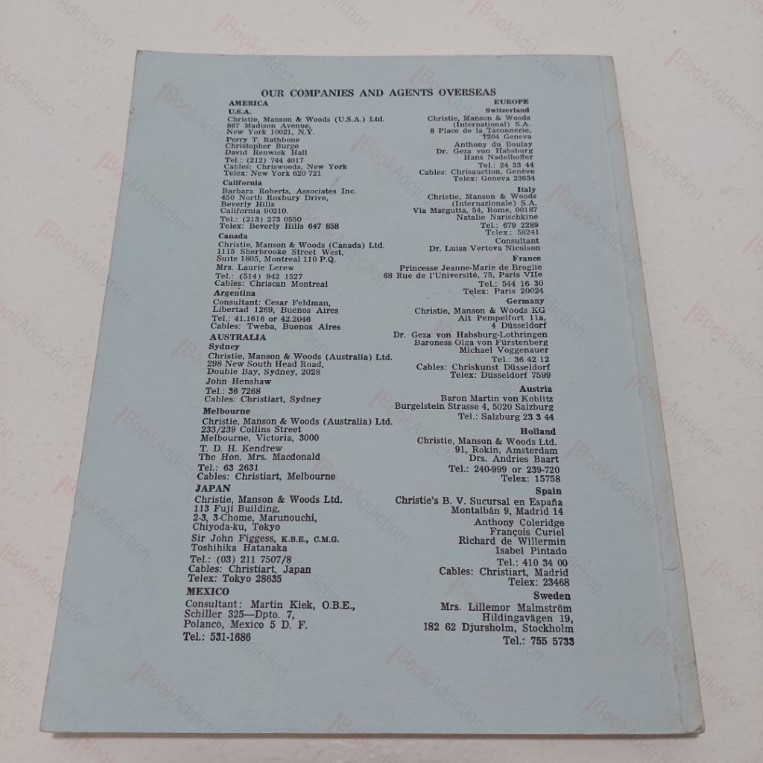 OUR COMPANIES AND AGENTS OVERSEAS
AMERICA
U.S.A.
Christie, Manson & Woods (U.S.A.) Ltd.
867 Madison Avenue,
New York 10021, N.Y.
Perry T. Rathbone
Christopher Burge
David Renwick Hall
Tel.: (212) 744 4017
Cables: Chriswoods, New York
Telex: New York 620 721
California
Barbara Roberts, Associates Inc.
450 North Roxbury Drive,
Beverly Hills
California 90210.
Tel.: (213) 273 0550
Telex: Beverly Hills 647 858
Canada
Christie, Manson & Woods (Canada) Ltd.
1115 Sherbrooke Street West,
Suite 1805, Montreal 110 P.Q.
Mrs. Laurie Lerew
Tel.: (514) 842 1527
Cables: Chriscan Montreal
Argentina
Consultant: Cesar Feldman,
Libertad 1269, Buenos Aires
Tel.: 41.1616 or 42.2046
Cables: Tweba, Buenos Aires
AUSTRALIA
Sydney
Christie, Manson & Woods (Australia) Ltd.
298 New South Head Road,
Double Bay, Sydney, 2028
John Henshaw
Tel.: 36 7268
Cables: Christiart, Sydney
Melbourne
Christie, Manson & Woods (Australia) Ltd.
233/239 Collins Street
Melbourne, Victoria, 3000
T. D. H. Kendrew
The Hon. Mrs. Macdonald
Tel.: 63 2631
Cables: Christiart, Melbourne
JAPAN
Christie, Manson & Woods Ltd.
113 Fuji Building,
2-3, 3-Chome, Marunouchi,
Chiyoda-ku, Tokyo
Sir John Figgess, K.B.E., C.M.G.
Toshihika Hatanaka
Tel.: (03) 211 7507/8
Cables: Christiart, Japan
Telex: Tokyo 28635
MEXICO
Consultant: Martin Kiek, O.B.E.,
Schiller 325—Dpto. 7,
Polanco, Mexico 5 D. F.
Tel.: 531-1686
EUROPE
Switzerland
Christie, Manson & Woods
(International) S.A.
8 Place de la Taconnerie,
1204 Geneva
Anthony du Boulay
Dr. Geza von Habsburg
Hans Nadelhoffer
Tel.: 24 33 44
Cables: Chrisauction, Genève
Telex: Geneva 23634
Italy
Christie, Manson & Woods
(Internazionale) S.A.
Via Margutta, 54, Rome, 00187
Natalie Narischkine
Tel.: 679 2289
Telex: 58241
Consultant
Dr. Luisa Vertova Nicolson
France
Princesse Jeanne-Marie de Broglie
68 Rue de l'Université, 75, Paris VIIe
Tel.: 544 16 30
Telex: Paris 20024
Germany
Christie, Manson & Woods KG
Alt Pempelfort 11a,
4 Düsseldorf
Dr. Geza von Habsburg-Lothringen
Baroness Olga von Fürstenberg
Michael Voggenauer
Tel.: 36 42 12
Cables: Chriskunst Düsseldorf
Telex: Düsseldorf 7599
Austria
Baron Martin von Koblitz
Burgelstein Strasse 4, 5020 Salzburg
Tel.: Salzburg 23 3 44
Holland
Christie, Manson & Woods Ltd.
91, Rokin, Amsterdam
Drs. Andries Baart
Tel.: 240-999 or 239-720
Telex: 15758
Spain
Christie's B. V. Sucursal en España
Montalbán 9, Madrid 14
Anthony Coleridge
François Curiel
Richard de Willermin
Isabel Pintado
Tel.: 410 34 00
Cables: Christiart, Madrid
Telex: 23468
Sweden
Mrs. Lillemor Malmström
Hildingavägen 19,
182 62 Djursholm, Stockholm
Tel.: 755 5733
BookAddiction